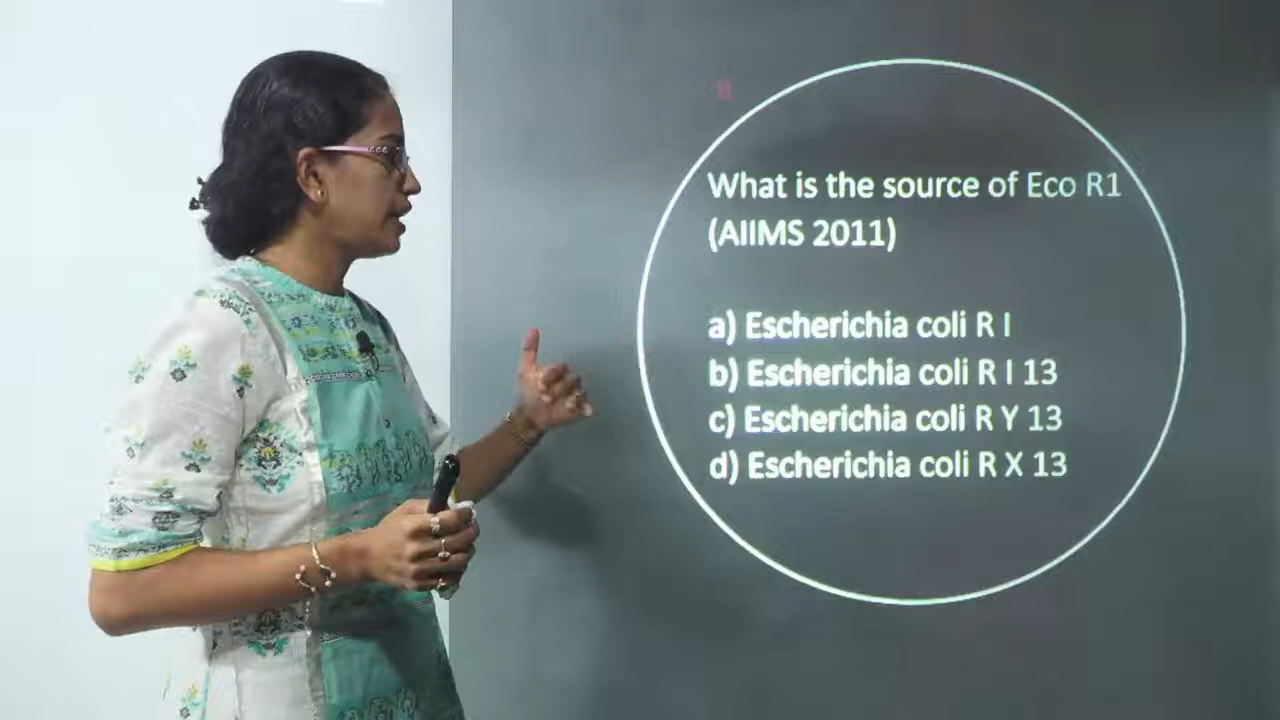 What is the source of Eco R1
(AIIMS 2011)
a) Escherichia coli R I
b) Escherichia coli R I 13
c) Escherichia coli R Y 13
d) Escherichia coli R X 13